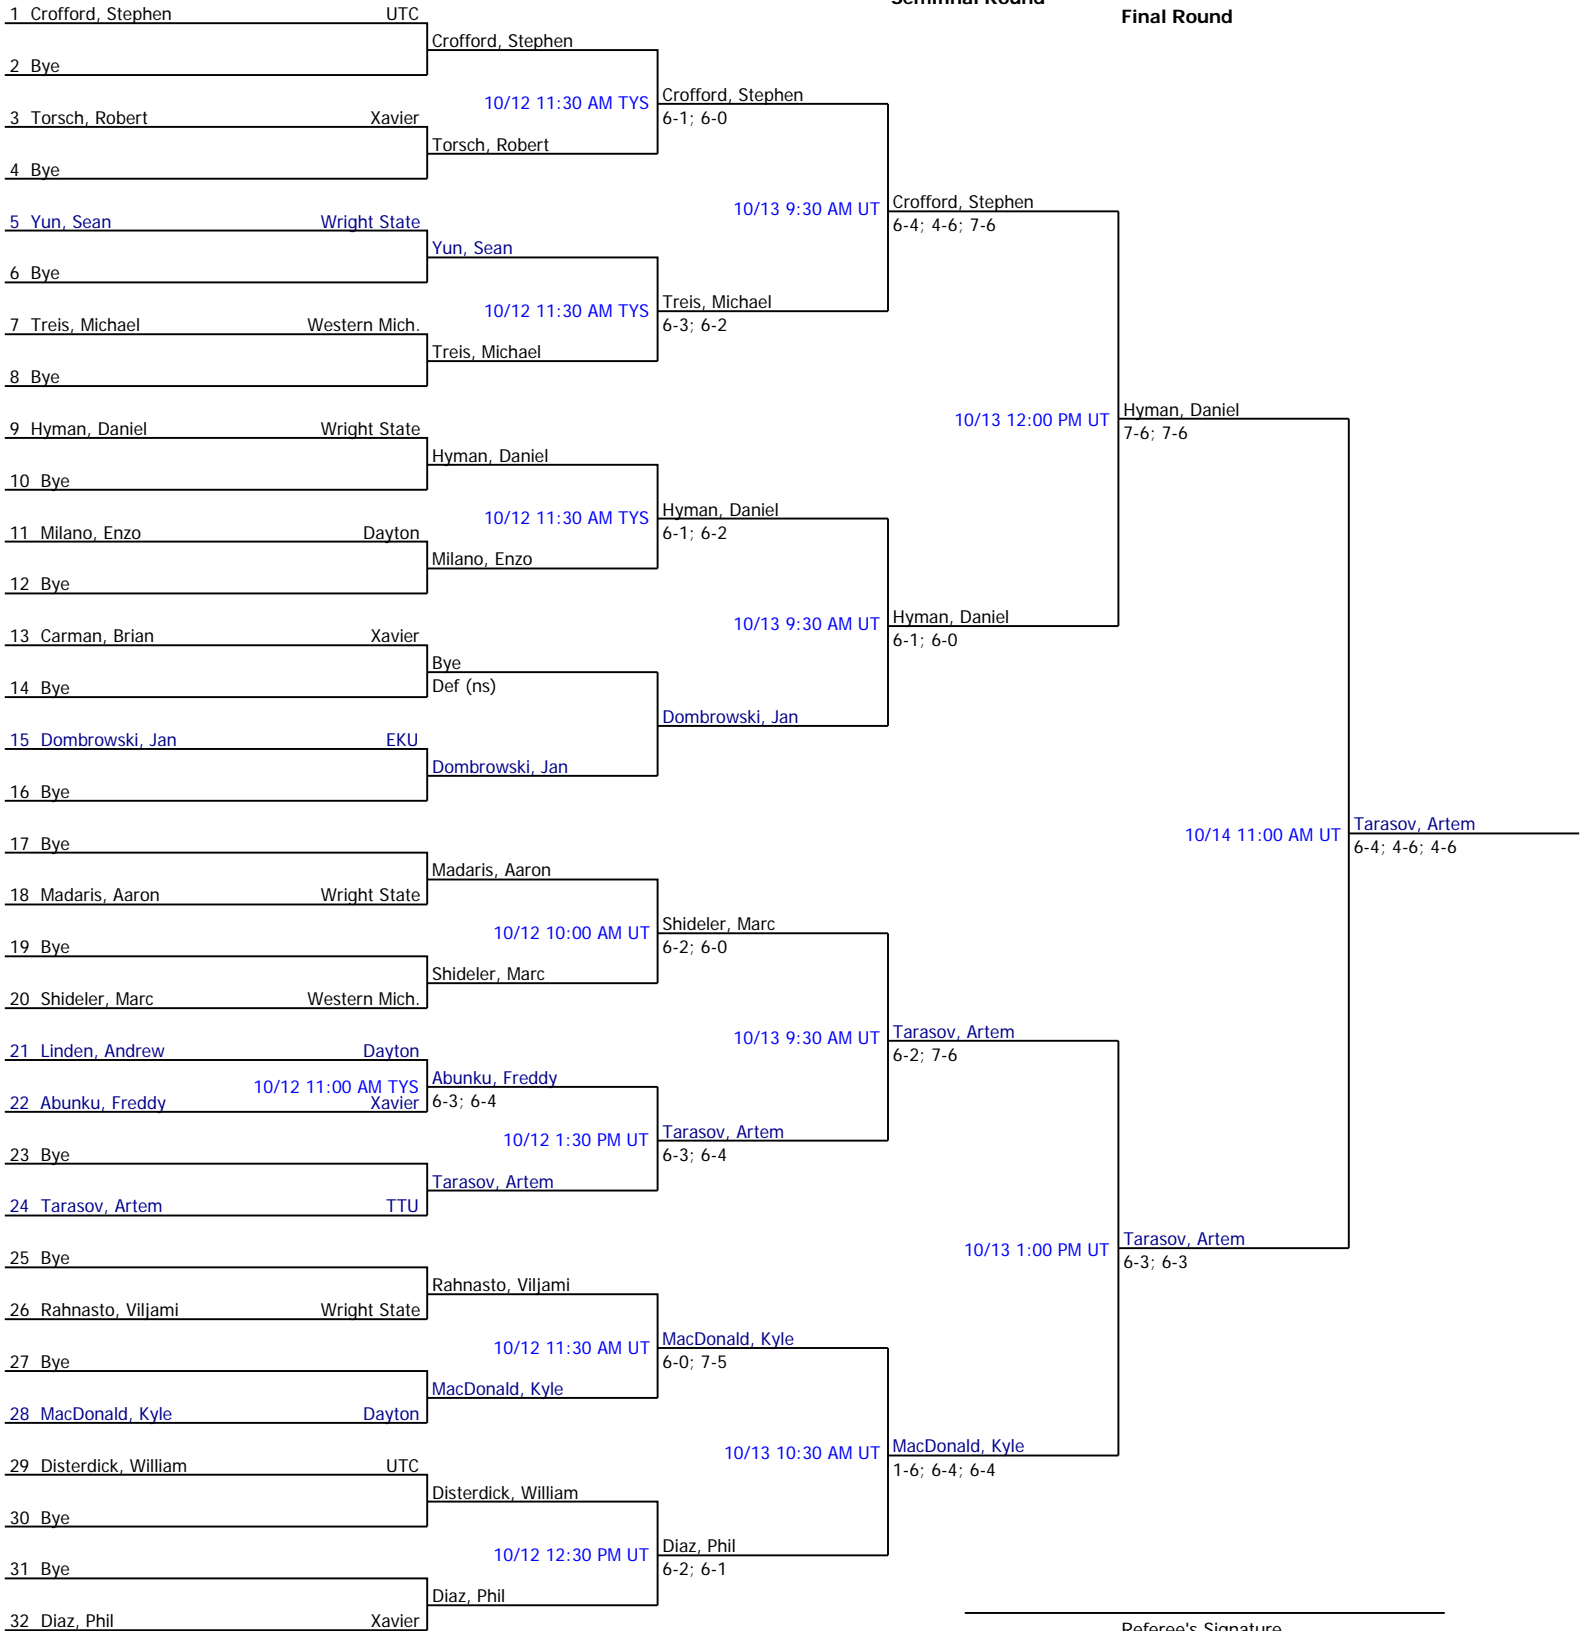 Semifinal Round
Final Round
1 Crofford, Stephen UTC
2 Bye
3 Torsch, Robert Xavier
4 Bye
5 Yun, Sean Wright State
6 Bye
7 Treis, Michael Western Mich.
8 Bye
9 Hyman, Daniel Wright State
10 Bye
11 Milano, Enzo Dayton
12 Bye
13 Carman, Brian Xavier
14 Bye
15 Dombrowski, Jan EKU
16 Bye
17 Bye
18 Madaris, Aaron Wright State
19 Bye
20 Shideler, Marc Western Mich.
21 Linden, Andrew Dayton
10/12 11:00 AM TYS
22 Abunku, Freddy Xavier
23 Bye
24 Tarasov, Artem TTU
25 Bye
26 Rahnasto, Viljami Wright State
27 Bye
28 MacDonald, Kyle Dayton
29 Disterdick, William UTC
30 Bye
31 Bye
32 Diaz, Phil Xavier
Crofford, Stephen
10/12 11:30 AM TYS
Torsch, Robert
Yun, Sean
10/12 11:30 AM TYS
Treis, Michael
Hyman, Daniel
10/12 11:30 AM TYS
Milano, Enzo
Bye
Def (ns)
Dombrowski, Jan
Madaris, Aaron
10/12 10:00 AM UT
Shideler, Marc
Abunku, Freddy
6-3; 6-4
10/12 1:30 PM UT
Tarasov, Artem
Rahnasto, Viljami
10/12 11:30 AM UT
MacDonald, Kyle
Disterdick, William
10/12 12:30 PM UT
Diaz, Phil
Crofford, Stephen
6-1; 6-0
10/13 9:30 AM UT
Treis, Michael
6-3; 6-2
Hyman, Daniel
6-1; 6-2
10/13 9:30 AM UT
Dombrowski, Jan
Shideler, Marc
6-2; 6-0
10/13 9:30 AM UT
Tarasov, Artem
6-3; 6-4
MacDonald, Kyle
6-0; 7-5
10/13 10:30 AM UT
Diaz, Phil
6-2; 6-1
Crofford, Stephen
6-4; 4-6; 7-6
10/13 12:00 PM UT
Hyman, Daniel
6-1; 6-0
Tarasov, Artem
6-2; 7-6
10/13 1:00 PM UT
MacDonald, Kyle
1-6; 6-4; 6-4
Hyman, Daniel
7-6; 7-6
10/14 11:00 AM UT
Tarasov, Artem
6-3; 6-3
Tarasov, Artem
6-4; 4-6; 4-6
Referee's Signature